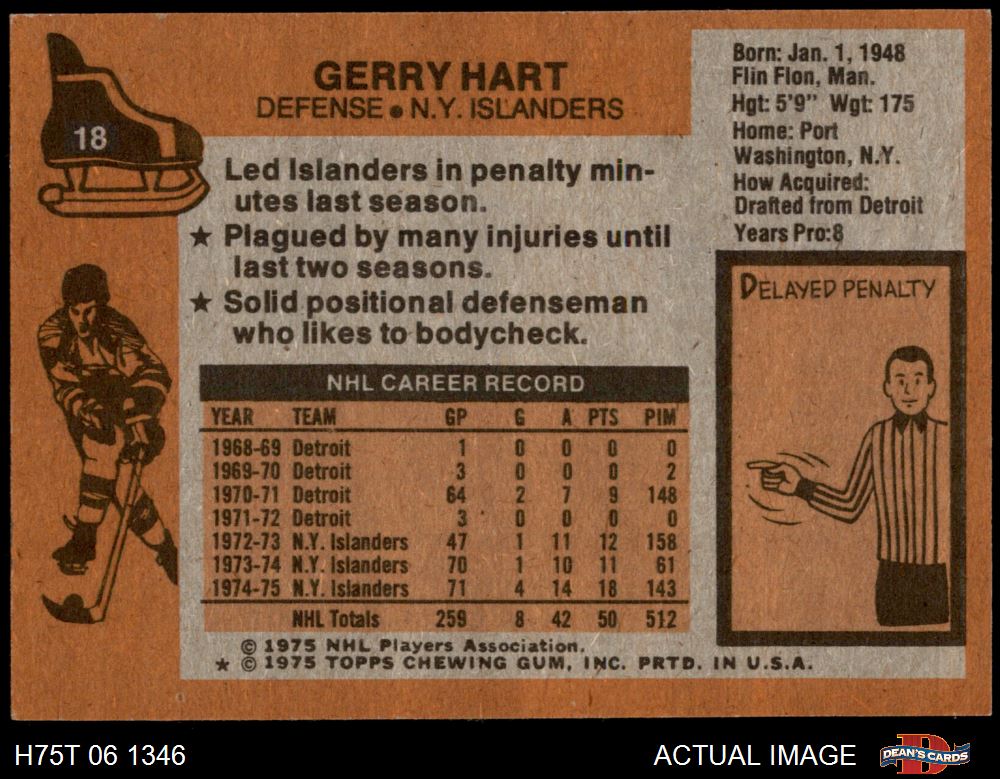 18
GERRY HART
DEFENSE ● N.Y. ISLANDERS
Born: Jan. 1, 1948
Flin Flon, Man.
Hgt: 5'9" Wgt: 175
Home: Port
Washington, N.Y.
How Acquired:
Drafted from Detroit
Years Pro:8
Led Islanders in penalty min-
utes last season.
★ Plagued by many injuries until
last two seasons.
★ Solid positional defenseman
who likes to bodycheck.
DELAYED PENALTY
NHL CAREER RECORD
YEAR TEAM GP G A PTS PIM
1968-69 Detroit 1 0 0 0 0
1969-70 Detroit 3 0 0 0 2
1970-71 Detroit 64 2 7 9 148
1971-72 Detroit 3 0 0 0 0
1972-73 N.Y. Islanders 47 1 11 12 158
1973-74 N.Y. Islanders 70 1 10 11 61
1974-75 N.Y. Islanders 71 4 14 18 143
NHL Totals 259 8 42 50 512
© 1975 NHL Players Association.
★ © 1975 TOPPS CHEWING GUM, INC. PRTD. IN U.S.A.
H75T 06 1346
ACTUAL IMAGE
D
DEAN'S CARDS